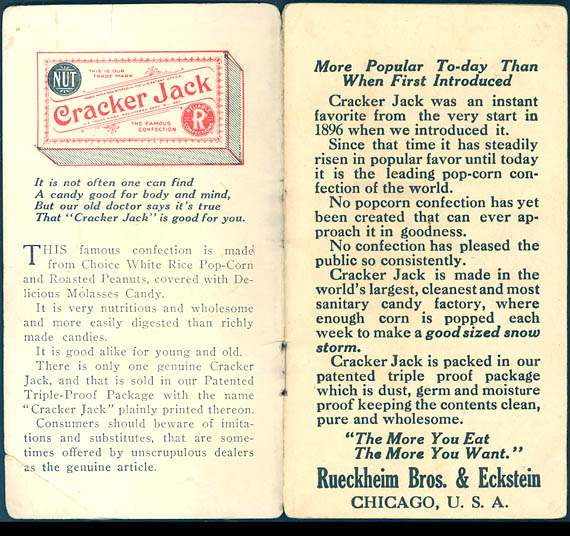 NUT
THIS IS OUR
TRADE MARK
Cracker Jack
THE FAMOUS
CONFECTION
RELIABLE
R
CONFECTIONS
It is not often one can find
A candy good for body and mind,
But our old doctor says it's true
That "Cracker Jack" is good for you.
THIS famous confection is made
from Choice White Rice Pop-Corn
and Roasted Peanuts, covered with De-
licious Molasses Candy.
It is very nutritious and wholesome
and more easily digested than richly
made candies.
It is good alike for young and old.
There is only one genuine Cracker
Jack, and that is sold in our Patented
Triple-Proof Package with the name
"Cracker Jack" plainly printed thereon.
Consumers should beware of imita-
tations and substitutes, that are some-
times offered by unscrupulous dealers
as the genuine article.
More Popular To-day Than
When First Introduced
Cracker Jack was an instant
favorite from the very start in
1896 when we introduced it.
Since that time it has steadily
risen in popular favor until today
it is the leading pop-corn con-
fection of the world.
No popcorn confection has yet
been created that can ever ap-
proach it in goodness.
No confection has pleased the
public so consistently.
Cracker Jack is made in the
world's largest, cleanest and most
sanitary candy factory, where
enough corn is popped each
week to make a good sized snow
storm.
Cracker Jack is packed in our
patented triple proof package
which is dust, germ and moisture
proof keeping the contents clean,
pure and wholesome.
"The More You Eat
The More You Want."
Rueckheim Bros. & Eckstein
CHICAGO, U. S. A.